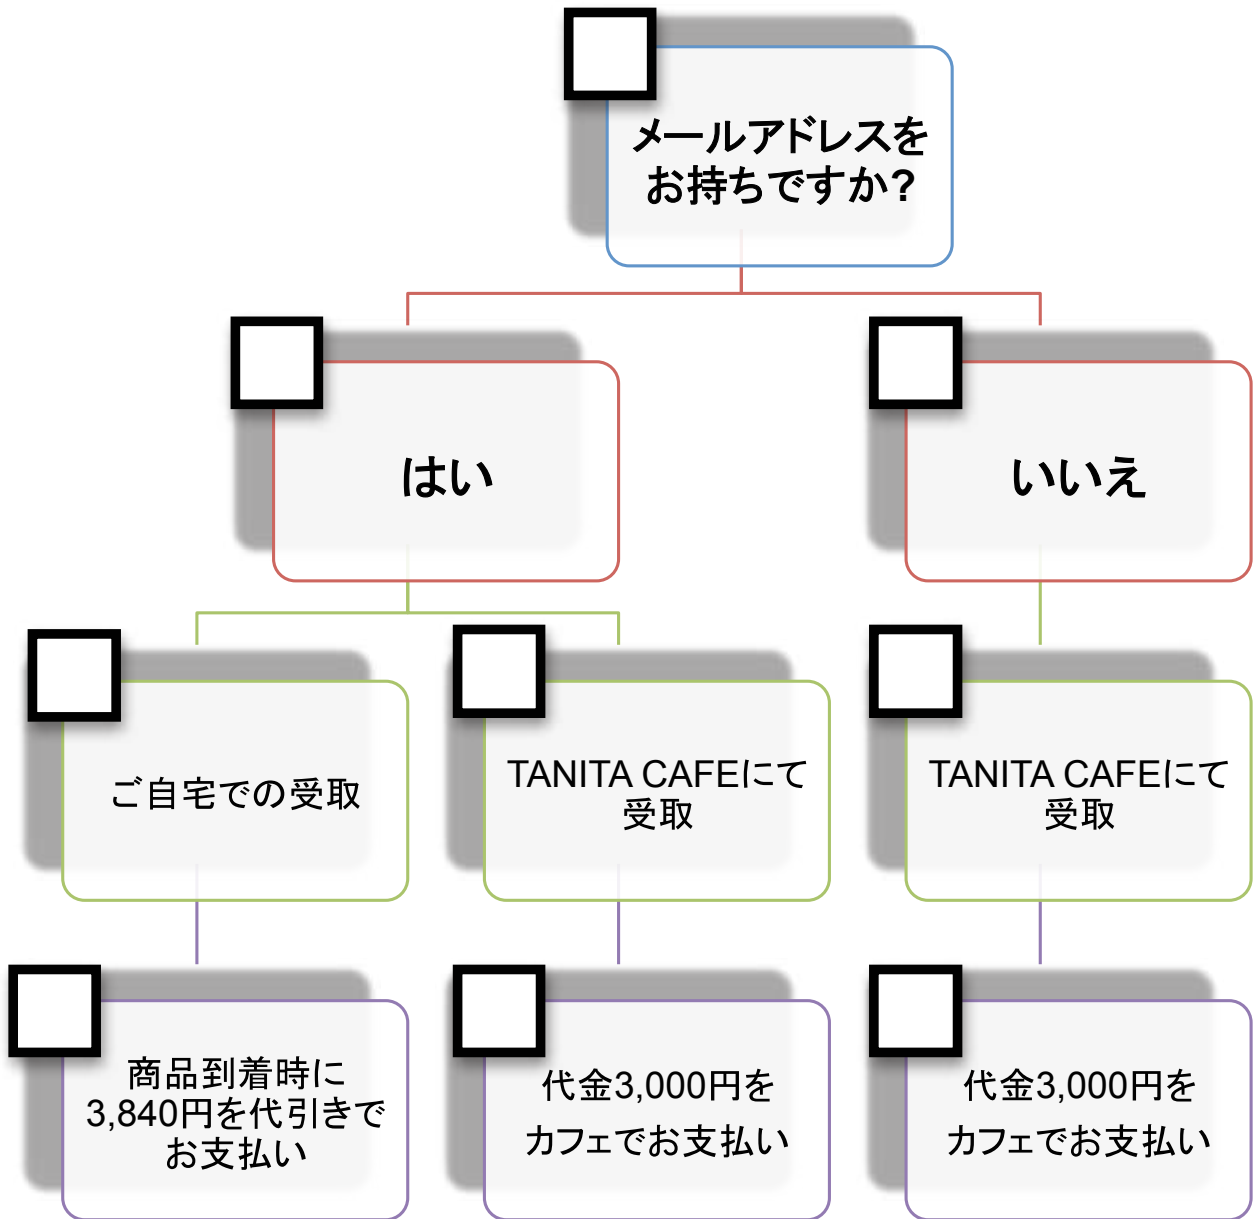 メールアドレスを
お持ちですか?
はい
いいえ
ご自宅での受取
TANITA CAFEにて
受取
TANITA CAFEにて
受取
商品到着時に
3,840円を代引きで
お支払い
代金3,000円を
カフェでお支払い
代金3,000円を
カフェでお支払い